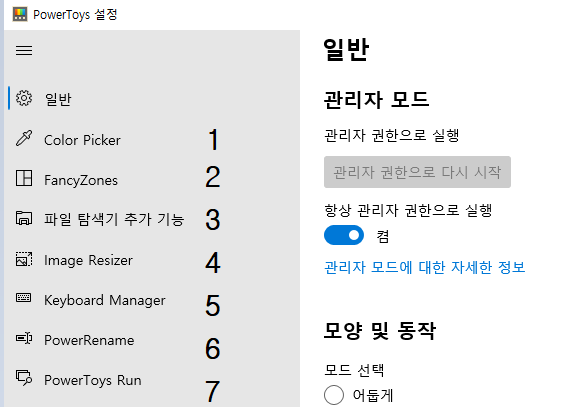 PowerToys 설정
일반
Color Picker 1
FancyZones 2
파일 탐색기 추가 기능 3
Image Resizer 4
Keyboard Manager 5
PowerRename 6
PowerToys Run 7
일반
관리자 모드
관리자 권한으로 실행
관리자 권한으로 다시 시작
항상 관리자 권한으로 실행
켬
관리자 모드에 대한 자세한 정보
모양 및 동작
모드 선택
어둡게